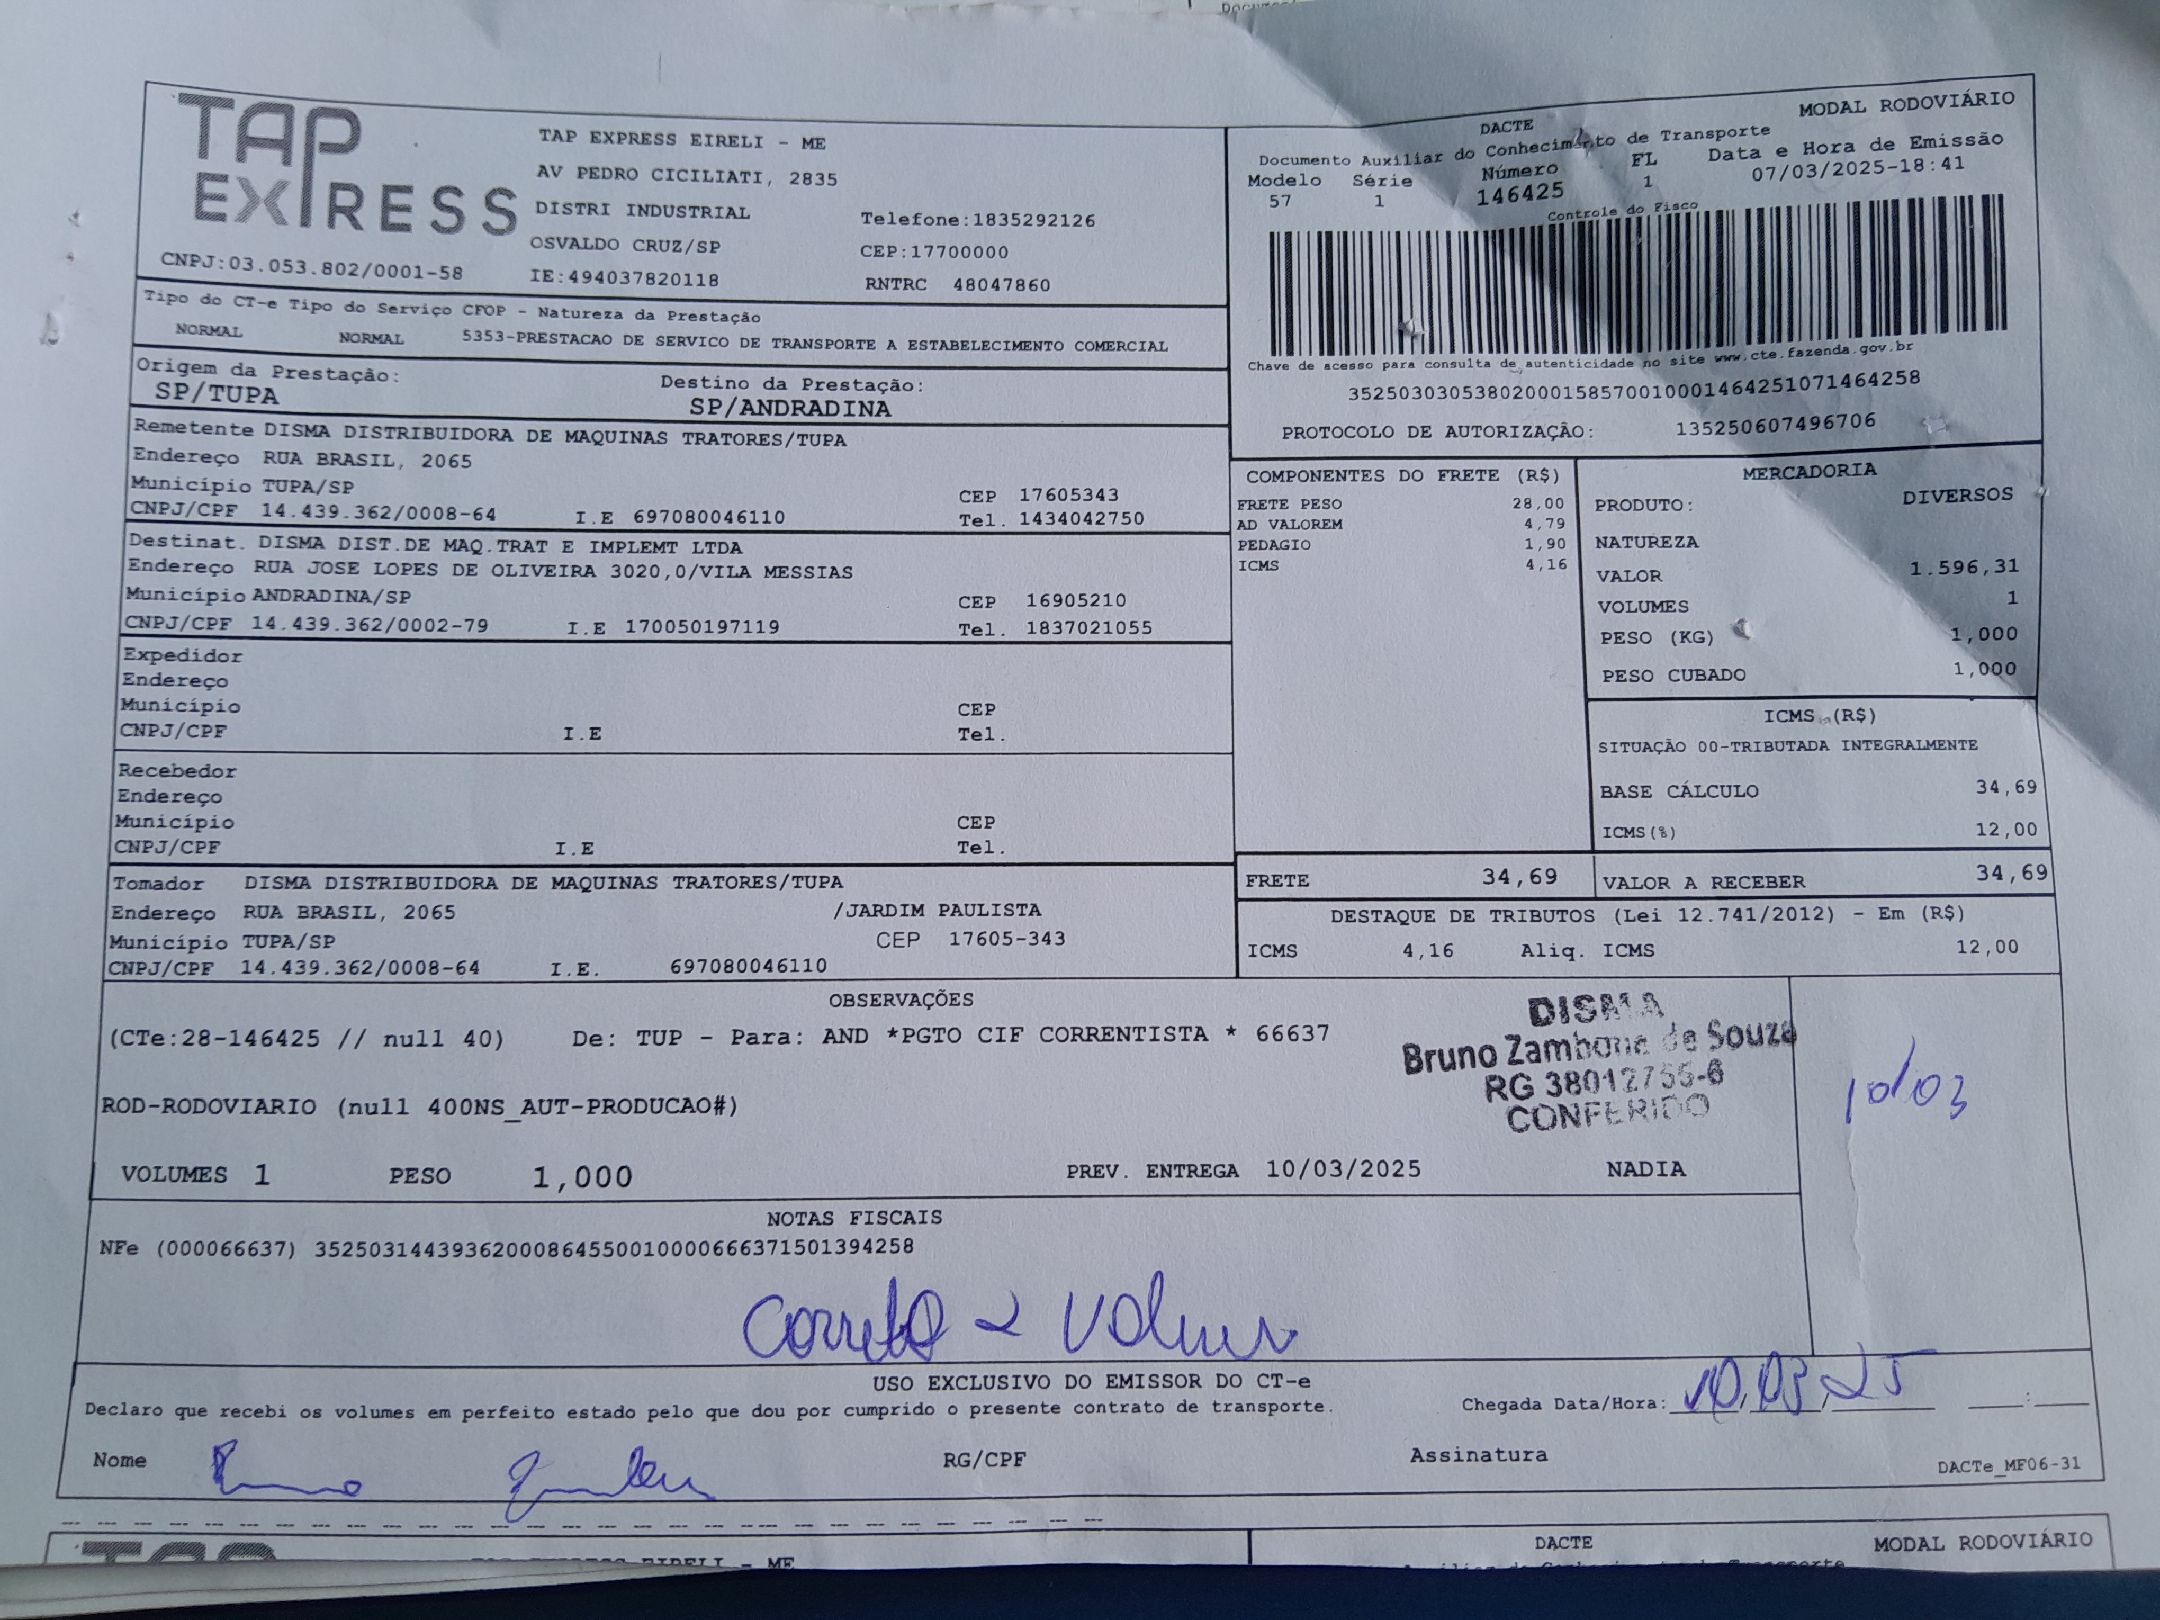 TAP EXPRESS
TAP EXPRESS EIRELI - ME
AV PEDRO CICILIATI, 2835
DISTRI INDUSTRIAL
Telefone:1835292126
OSVALDO CRUZ/SP
CEP:17700000
CNPJ:03.053.802/0001-58
IE:494037820118
RNTRC 48047860
MODAL RODOVIÁRIO
DACTE
Documento Auxiliar do Conhecimento de Transporte
Modelo Série Número FL Data e Hora de Emissão
57 1 146425 1 07/03/2025-18:41
Controle do Fisco
Chave de acesso para consulta de autenticidade no site www.cte.fazenda.gov.br
35250303053802000158570010001464251071464258
PROTOCOLO DE AUTORIZAÇÃO: 135250607496706
Tipo do CT-e Tipo do Serviço CFOP - Natureza da Prestação
NORMAL NORMAL 5353-PRESTACAO DE SERVICO DE TRANSPORTE A ESTABELECIMENTO COMERCIAL
Origem da Prestação: Destino da Prestação:
SP/TUPA SP/ANDRADINA
Remetente DISMA DISTRIBUIDORA DE MAQUINAS TRATORES/TUPA
Endereço RUA BRASIL, 2065
Município TUPA/SP CEP 17605343
CNPJ/CPF 14.439.362/0008-64 I.E 697080046110 Tel. 1434042750
Destinat. DISMA DIST.DE MAQ.TRAT E IMPLEMT LTDA
Endereço RUA JOSE LOPES DE OLIVEIRA 3020,0/VILA MESSIAS
Município ANDRADINA/SP CEP 16905210
CNPJ/CPF 14.439.362/0002-79 I.E 170050197119 Tel. 1837021055
Expedidor
Endereço
Município CEP
CNPJ/CPF I.E Tel.
Recebedor
Endereço
Município CEP
CNPJ/CPF I.E Tel.
Tomador DISMA DISTRIBUIDORA DE MAQUINAS TRATORES/TUPA
Endereço RUA BRASIL, 2065 /JARDIM PAULISTA
Município TUPA/SP CEP 17605-343
CNPJ/CPF 14.439.362/0008-64 I.E. 697080046110
COMPONENTES DO FRETE (R$)
FRETE PESO 28,00
AD VALOREM 4,79
PEDAGIO 1,90
ICMS 4,16
MERCADORIA
PRODUTO: DIVERSOS
NATUREZA
VALOR 1.596,31
VOLUMES 1
PESO (KG) 1,000
PESO CUBADO 1,000
ICMS (R$)
SITUAÇÃO 00-TRIBUTADA INTEGRALMENTE
BASE CÁLCULO 34,69
ICMS(%) 12,00
FRETE 34,69 VALOR A RECEBER 34,69
DESTAQUE DE TRIBUTOS (Lei 12.741/2012) - Em (R$)
ICMS 4,16 Aliq. ICMS 12,00
OBSERVAÇÕES
(CTe:28-146425 // null 40) De: TUP - Para: AND *PGTO CIF CORRENTISTA * 66637
DISMA
Bruno Zambone de Souza
RG 38012755-6
CONFERIDO
10/03
ROD-RODOVIARIO (null 400NS_AUT-PRODUCAO#)
VOLUMES 1 PESO 1,000 PREV. ENTREGA 10/03/2025 NADIA
NOTAS FISCAIS
NFe (000066637) 35250314439362000864550010000666371501394258
Correto 2 Volumes
USO EXCLUSIVO DO EMISSOR DO CT-e
Declaro que recebi os volumes em perfeito estado pelo que dou por cumprido o presente contrato de transporte.
Chegada Data/Hora: 10/03/25 :
Nome Bruno RG/CPF Assinatura
DACTe_MF06-31
TAP EXPRESS EIRELI - ME
DACTE
MODAL RODOVIÁRIO